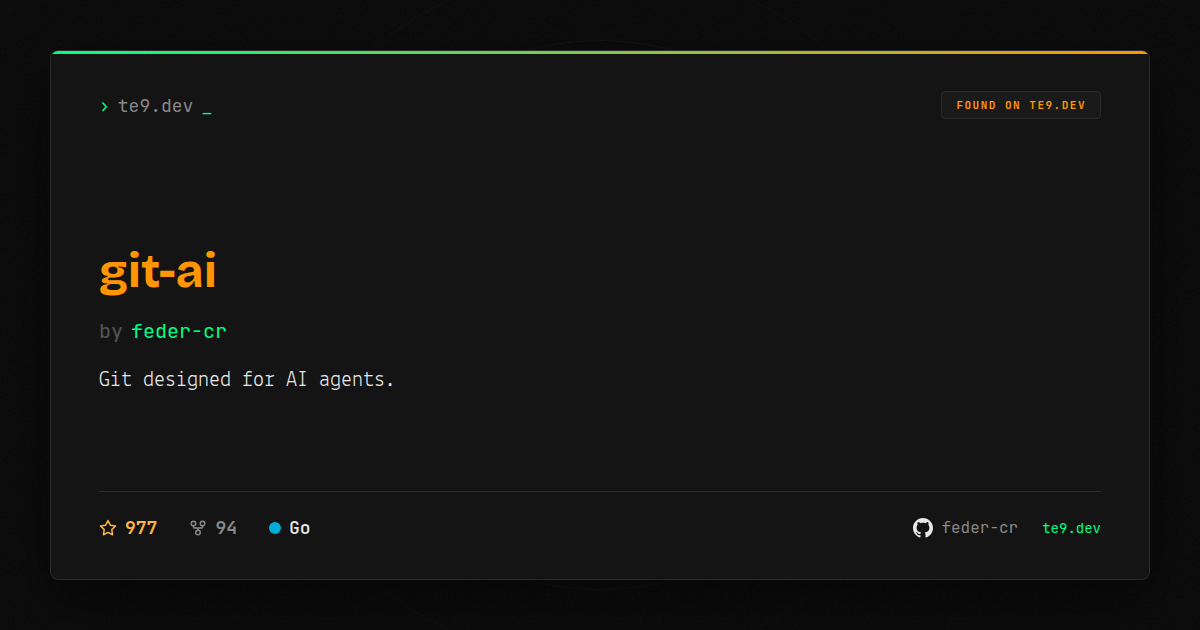 › te9.dev _
FOUND ON TE9.DEV
git-ai
by feder-cr
Git designed for AI agents.
977 94 Go
feder-cr te9.dev